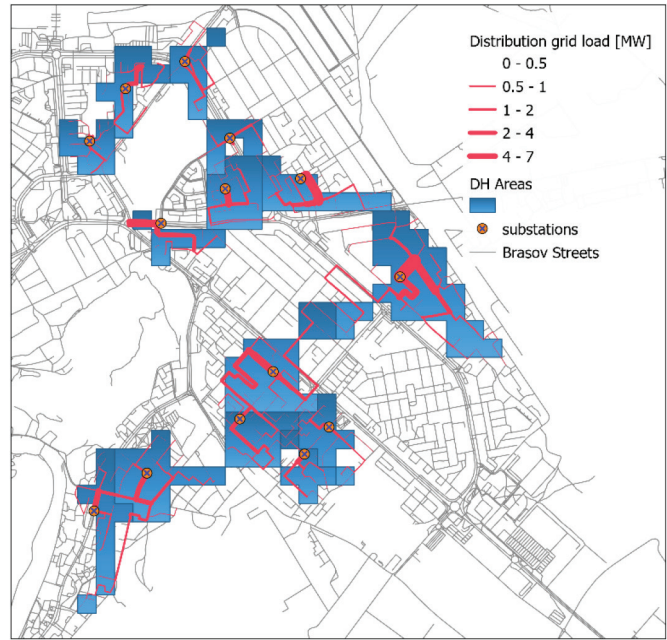 Distribution grid load [MW]
0 - 0.5
0.5 - 1
1 - 2
2 - 4
4 - 7
DH Areas
substations
Brasov Streets